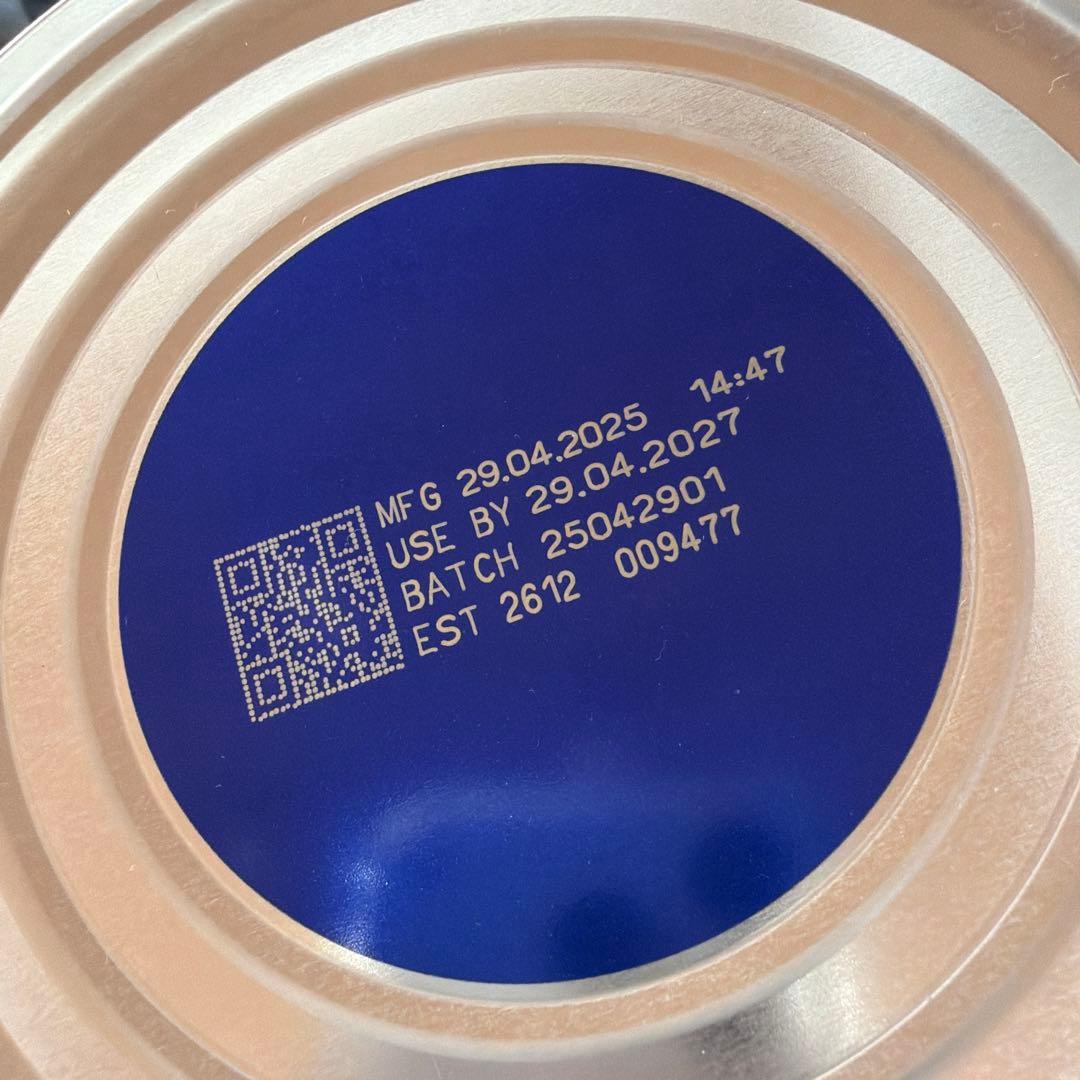 MFG 29.04.2025 14:47
USE BY 29.04.2027
BATCH 25042901
EST 2612 009477